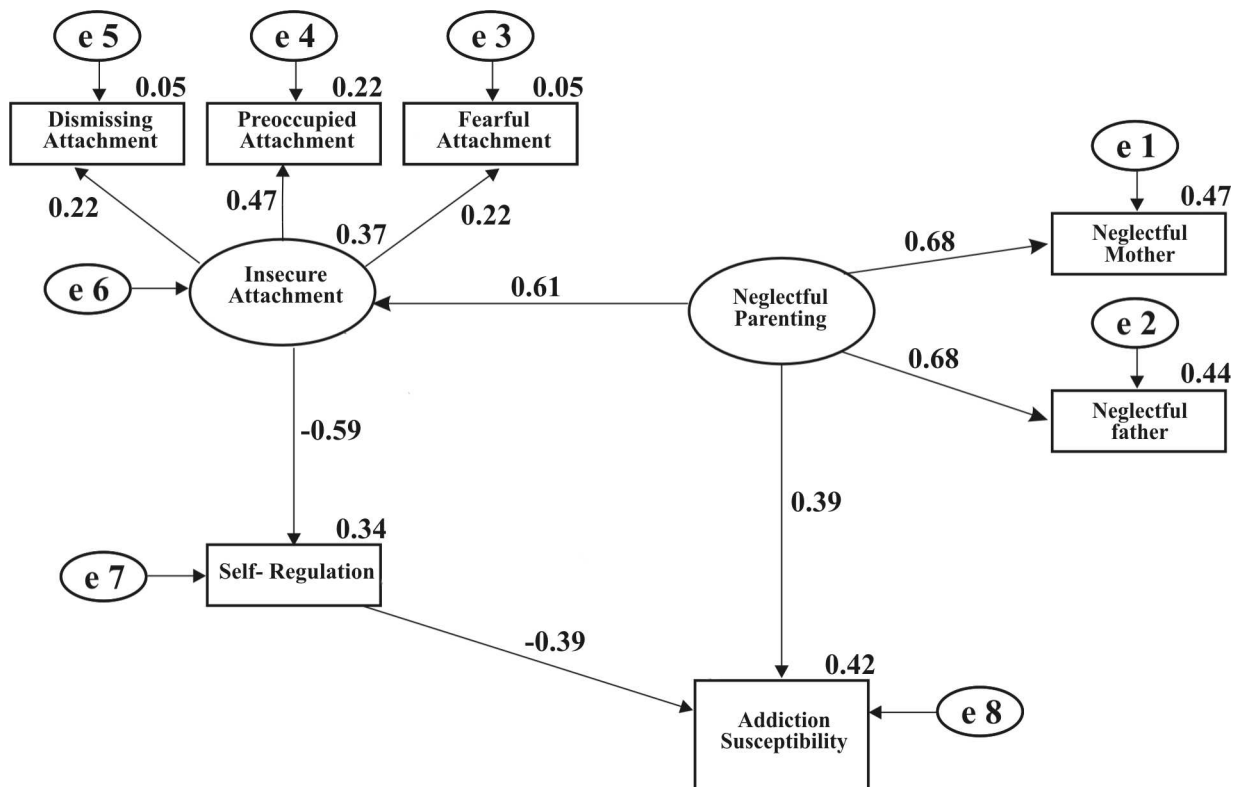 e 5
e 4
e 3
0.05
0.22
0.05
Dismissing
Attachment
Preoccupied
Attachment
Fearful
Attachment
e 1
0.47
0.22
0.47
0.22
Neglectful
Mother
0.37
0.68
Insecure
Attachment
e 6
0.61
Neglectful
Parenting
e 2
0.68
0.44
Neglectful
father
-0.59
0.39
0.34
Self- Regulation
e 7
-0.39
0.42
Addiction
Susceptibility
e 8